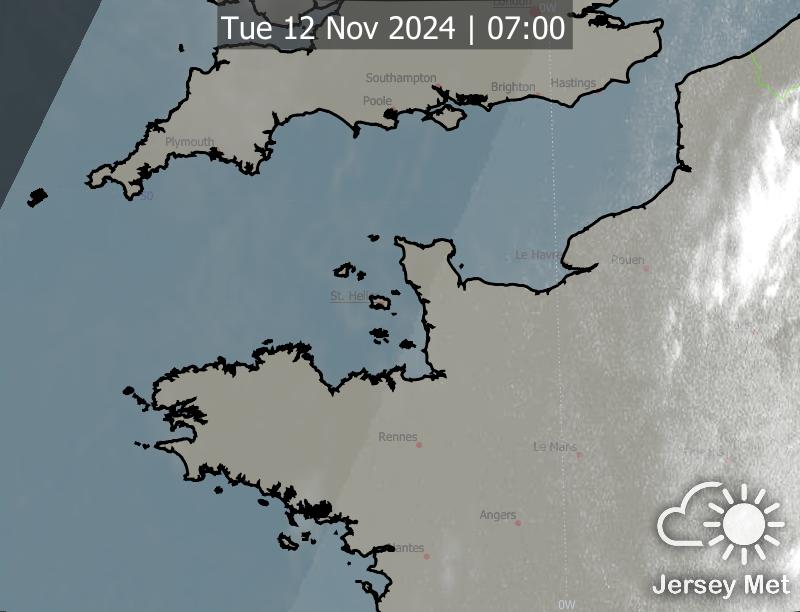 London
0W
Tue 12 Nov 2024 | 07:00
Southampton
Brighton
Hastings
Poole
Plymouth
50
Le Havre
Rouen
St. Helier
Rennes
Le Mans
Angers
Nantes
Jersey Met
0W